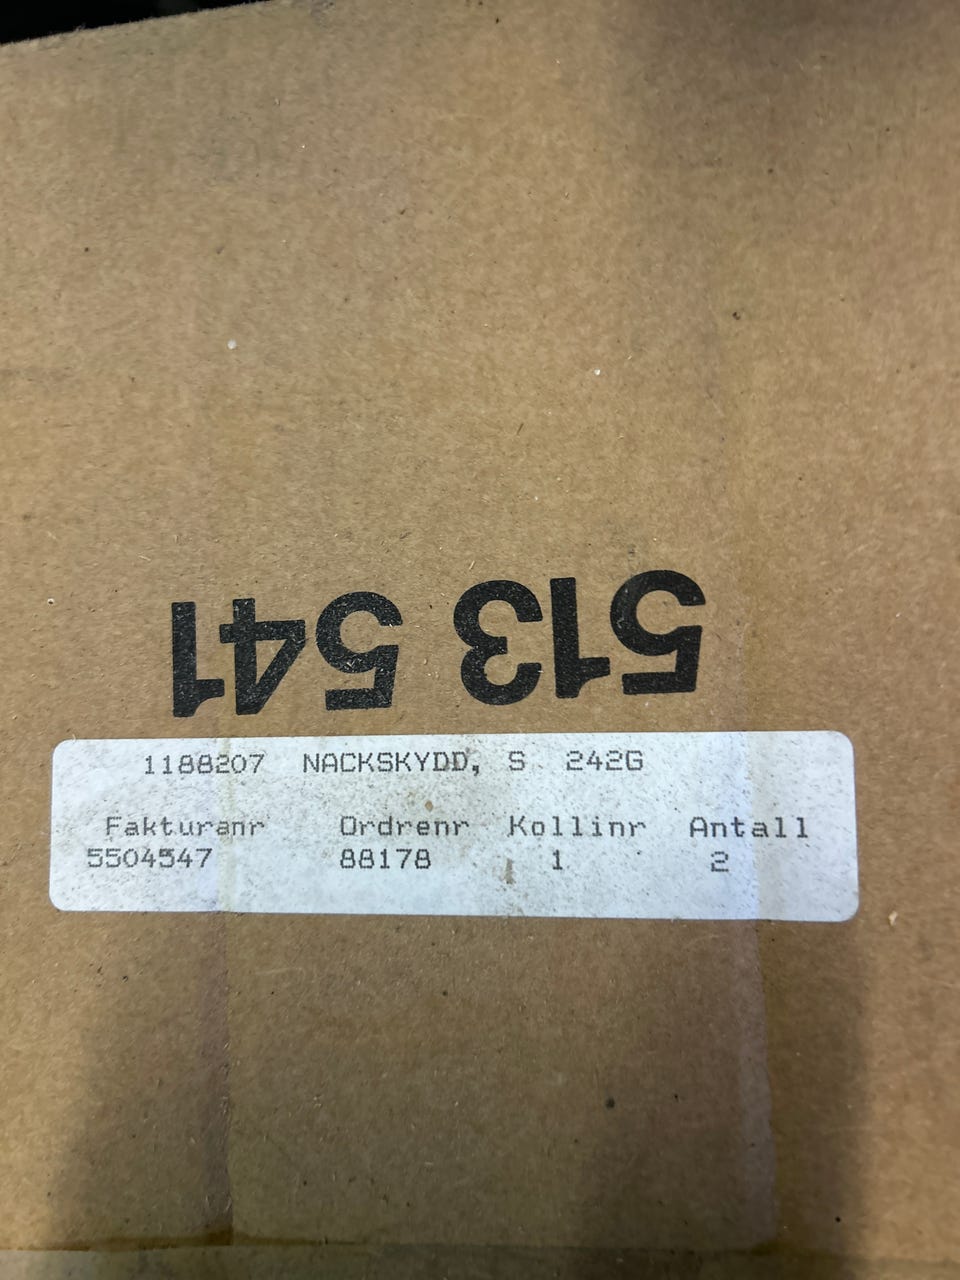 513 541
1188207 NACKSKYDD, S 242G
Fakturanr Ordrenr Kollinr Antall
5504547 88178 1 2